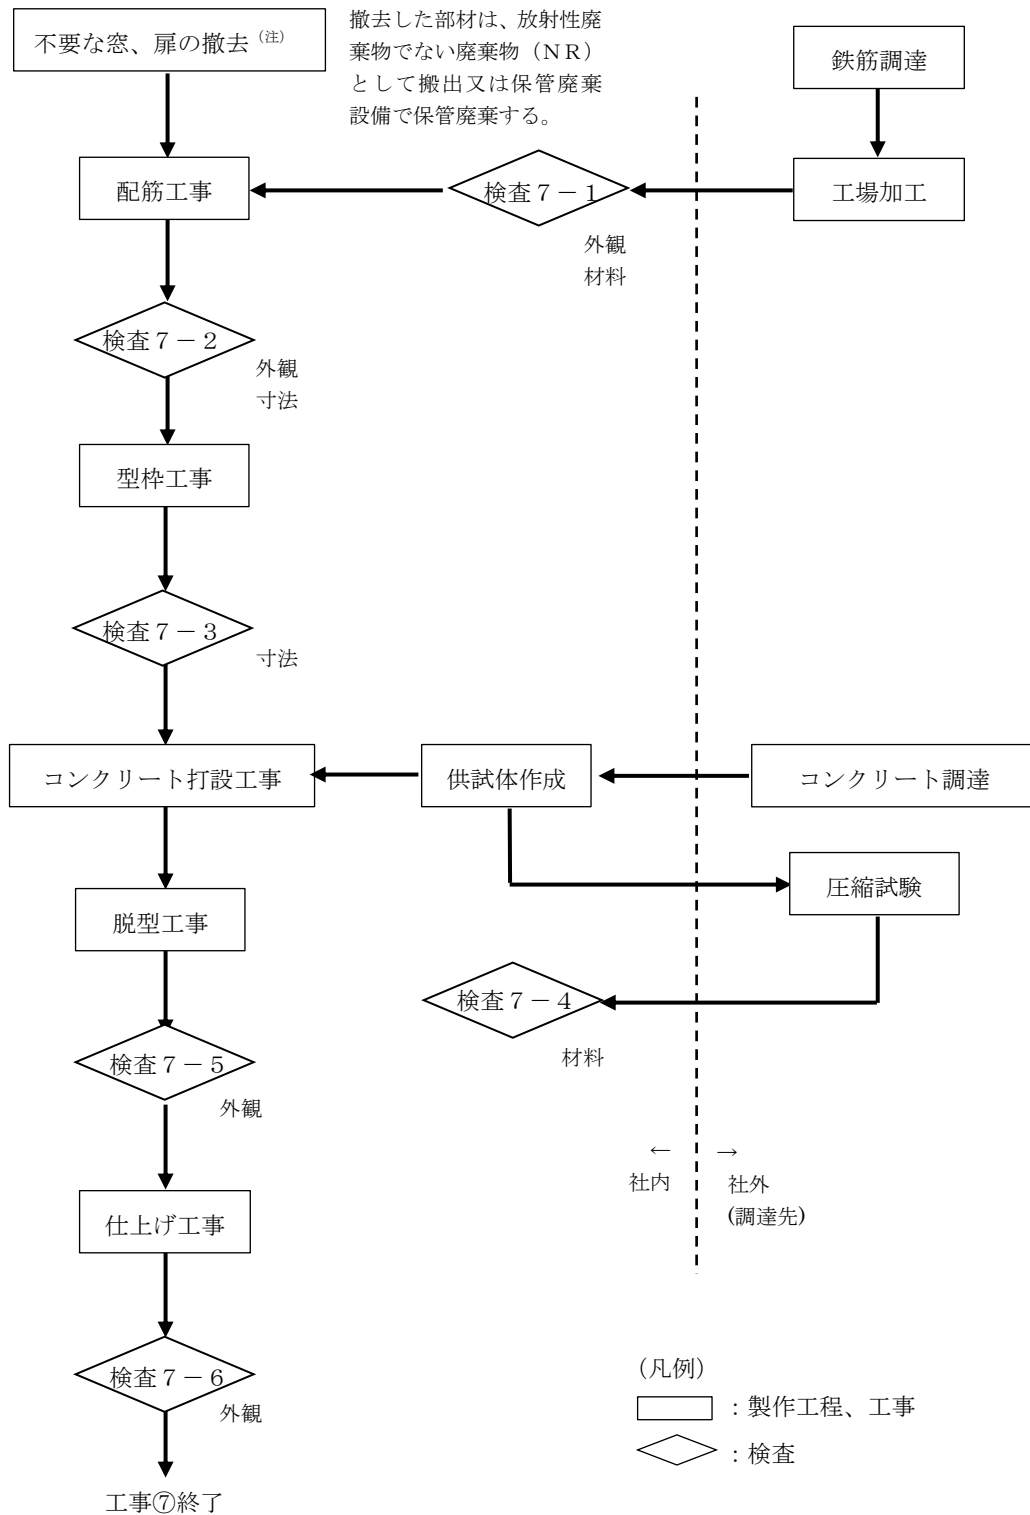 不要な窓、扉の撤去(注)
撤去した部材は、放射性廃
棄物でない廃棄物（ＮＲ）
として搬出又は保管廃棄
設備で保管廃棄する。
鉄筋調達
配筋工事
検査７－１
工場加工
外観
材料
検査７－２
外観
寸法
型枠工事
検査７－３
寸法
コンクリート打設工事
供試体作成
コンクリート調達
圧縮試験
脱型工事
検査７－４
材料
検査７－５
外観
← →
社内 社外
(調達先)
仕上げ工事
検査７－６
外観
（凡例）
：製作工程、工事
：検査
工事⑦終了